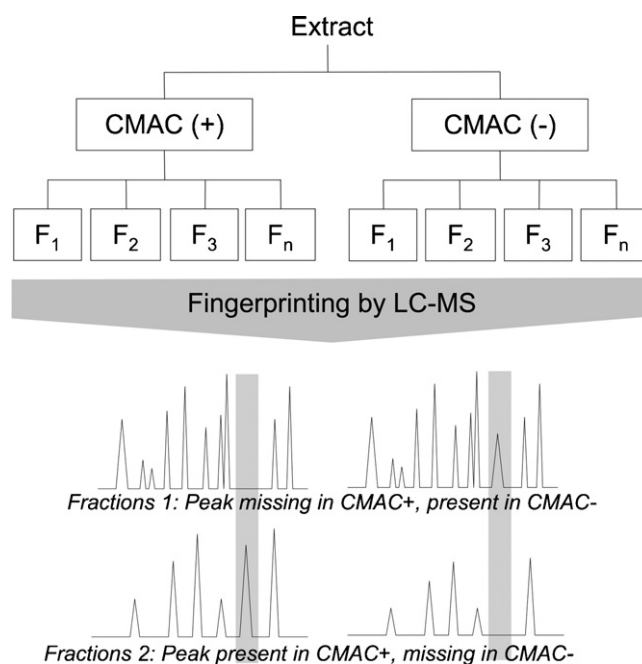 Extract
CMAC (+) CMAC (-)
F1 F2 F3 Fn F1 F2 F3 Fn
Fingerprinting by LC-MS
Fractions 1: Peak missing in CMAC+, present in CMAC-
Fractions 2: Peak present in CMAC+, missing in CMAC-